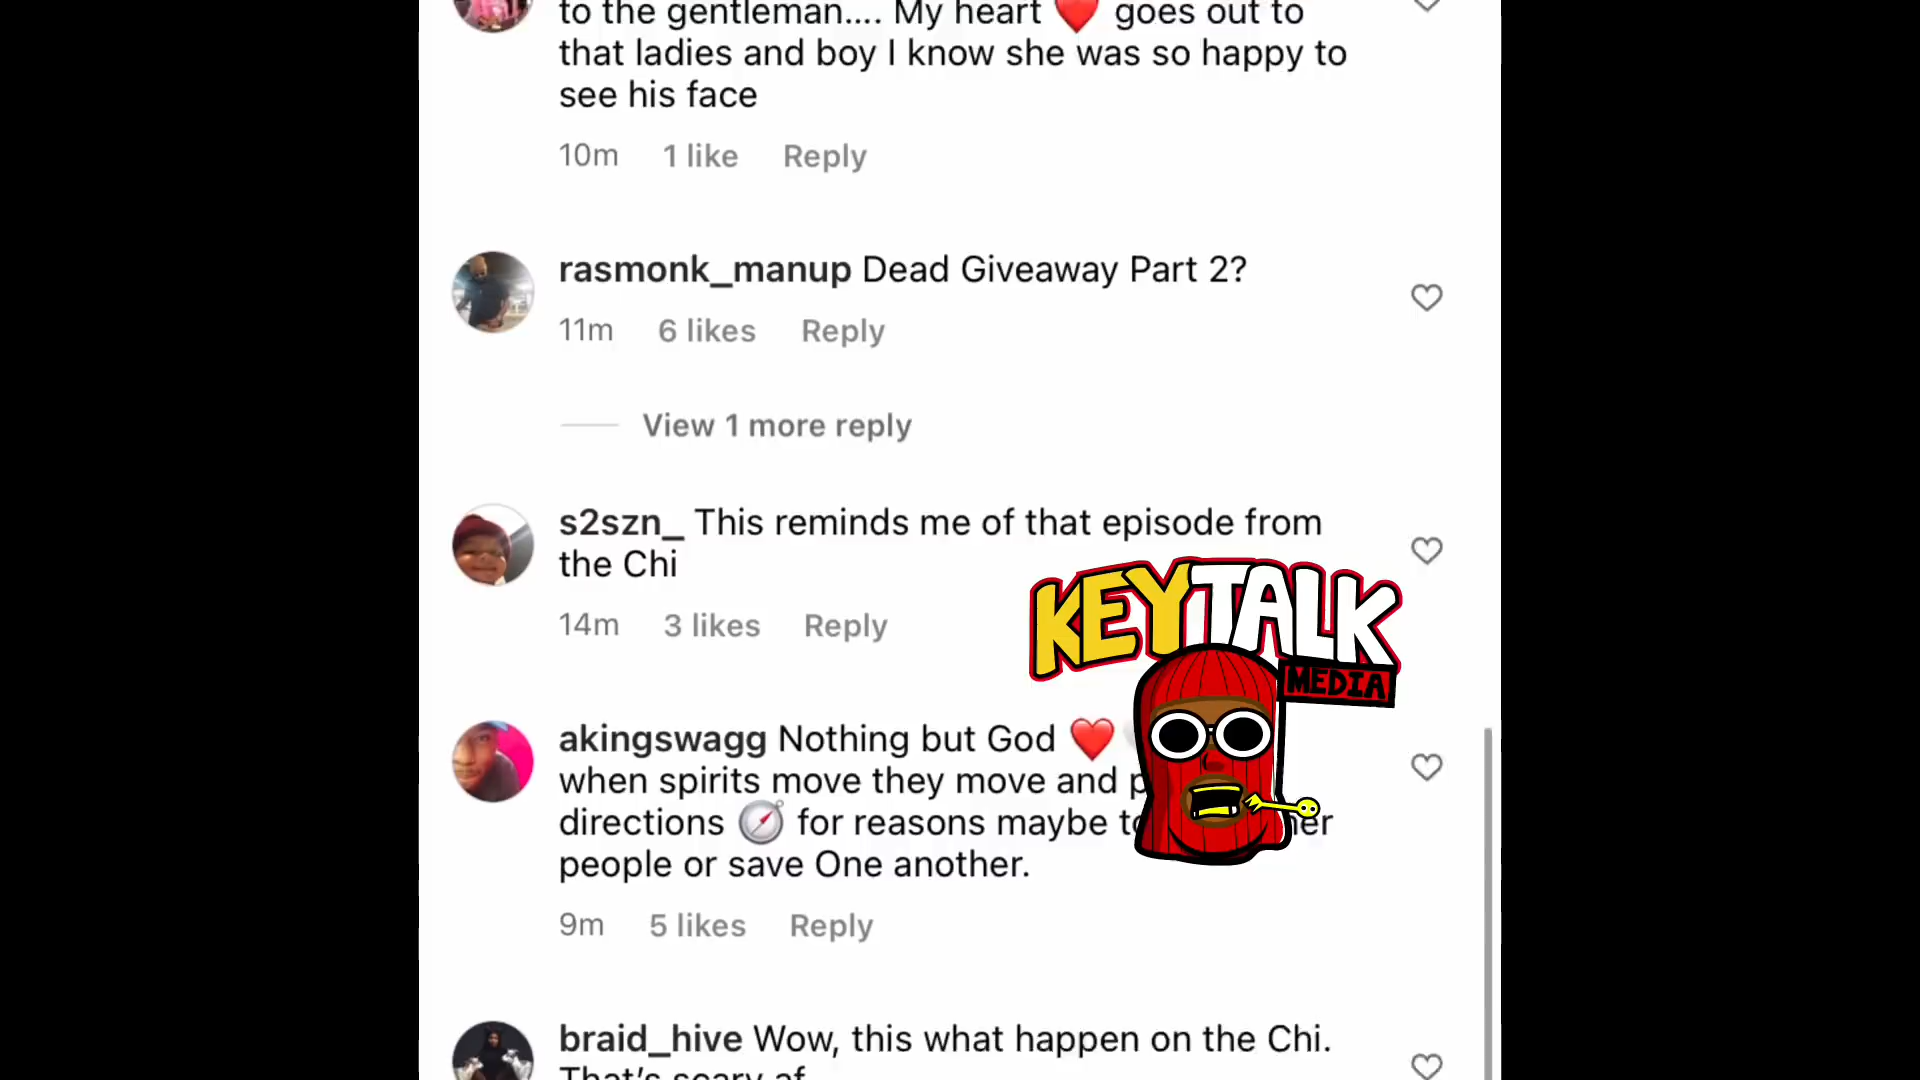 to the gentleman.... My heart ❤️ goes out to
that ladies and boy I know she was so happy to
see his face
10m 1 like Reply
rasmonk_manup Dead Giveaway Part 2?
11m 6 likes Reply
View 1 more reply
s2szn_ This reminds me of that episode from
the Chi
14m 3 likes Reply
KEYTALK
MEDIA
akingswagg Nothing but God ❤️
when spirits move they move and
directions 🧭 for reasons maybe
people or save One another.
9m 5 likes Reply
braid_hive Wow, this what happen on the Chi.
That's scary af